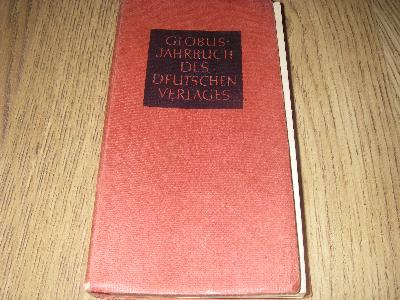 GLOBUS-
JAHRBUCH
DES
DEUTSCHEN
VERLAGES